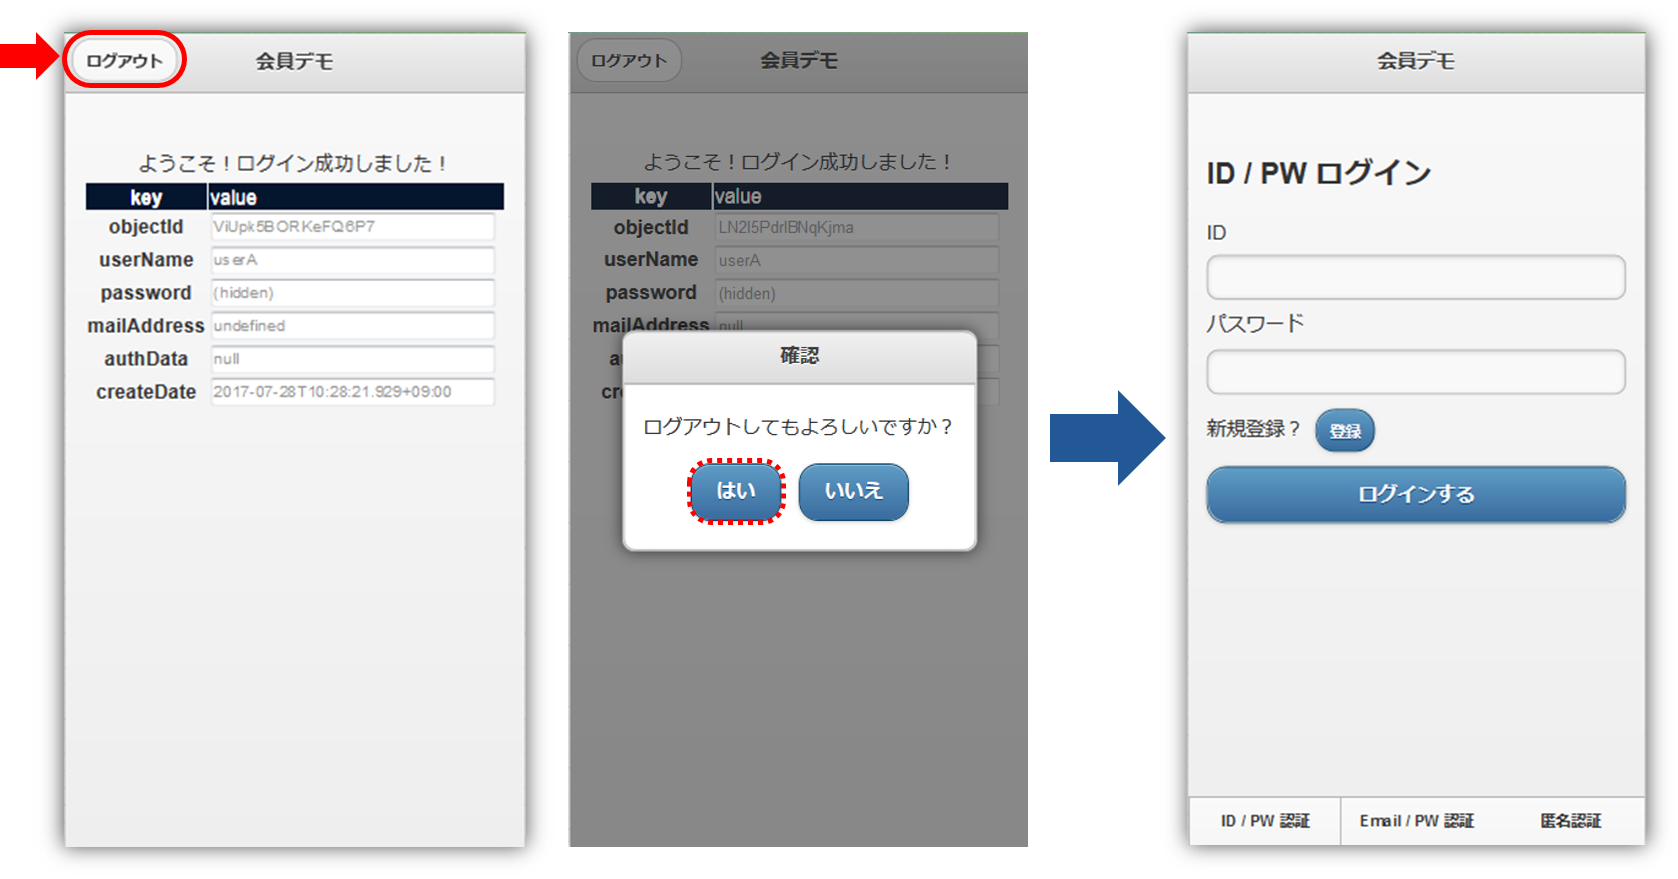 ログアウト 会員デモ
ようこそ！ログイン成功しました！
key value
objectId ViUpk5BORKeFQ6P7
userName userA
password (hidden)
mailAddress undefined
authData null
createDate 2017-07-28T10:28:21.929+09:00
ログアウト 会員デモ
ようこそ！ログイン成功しました！
key value
objectId
userName userA
password (hidden)
mailAddress null
確認
ログアウトしてもよろしいですか？
はい いいえ
会員デモ
ID / PW ログイン
ID
パスワード
新規登録？ 登録
ログインする
ID / PW 認証 Email / PW 認証 匿名認証